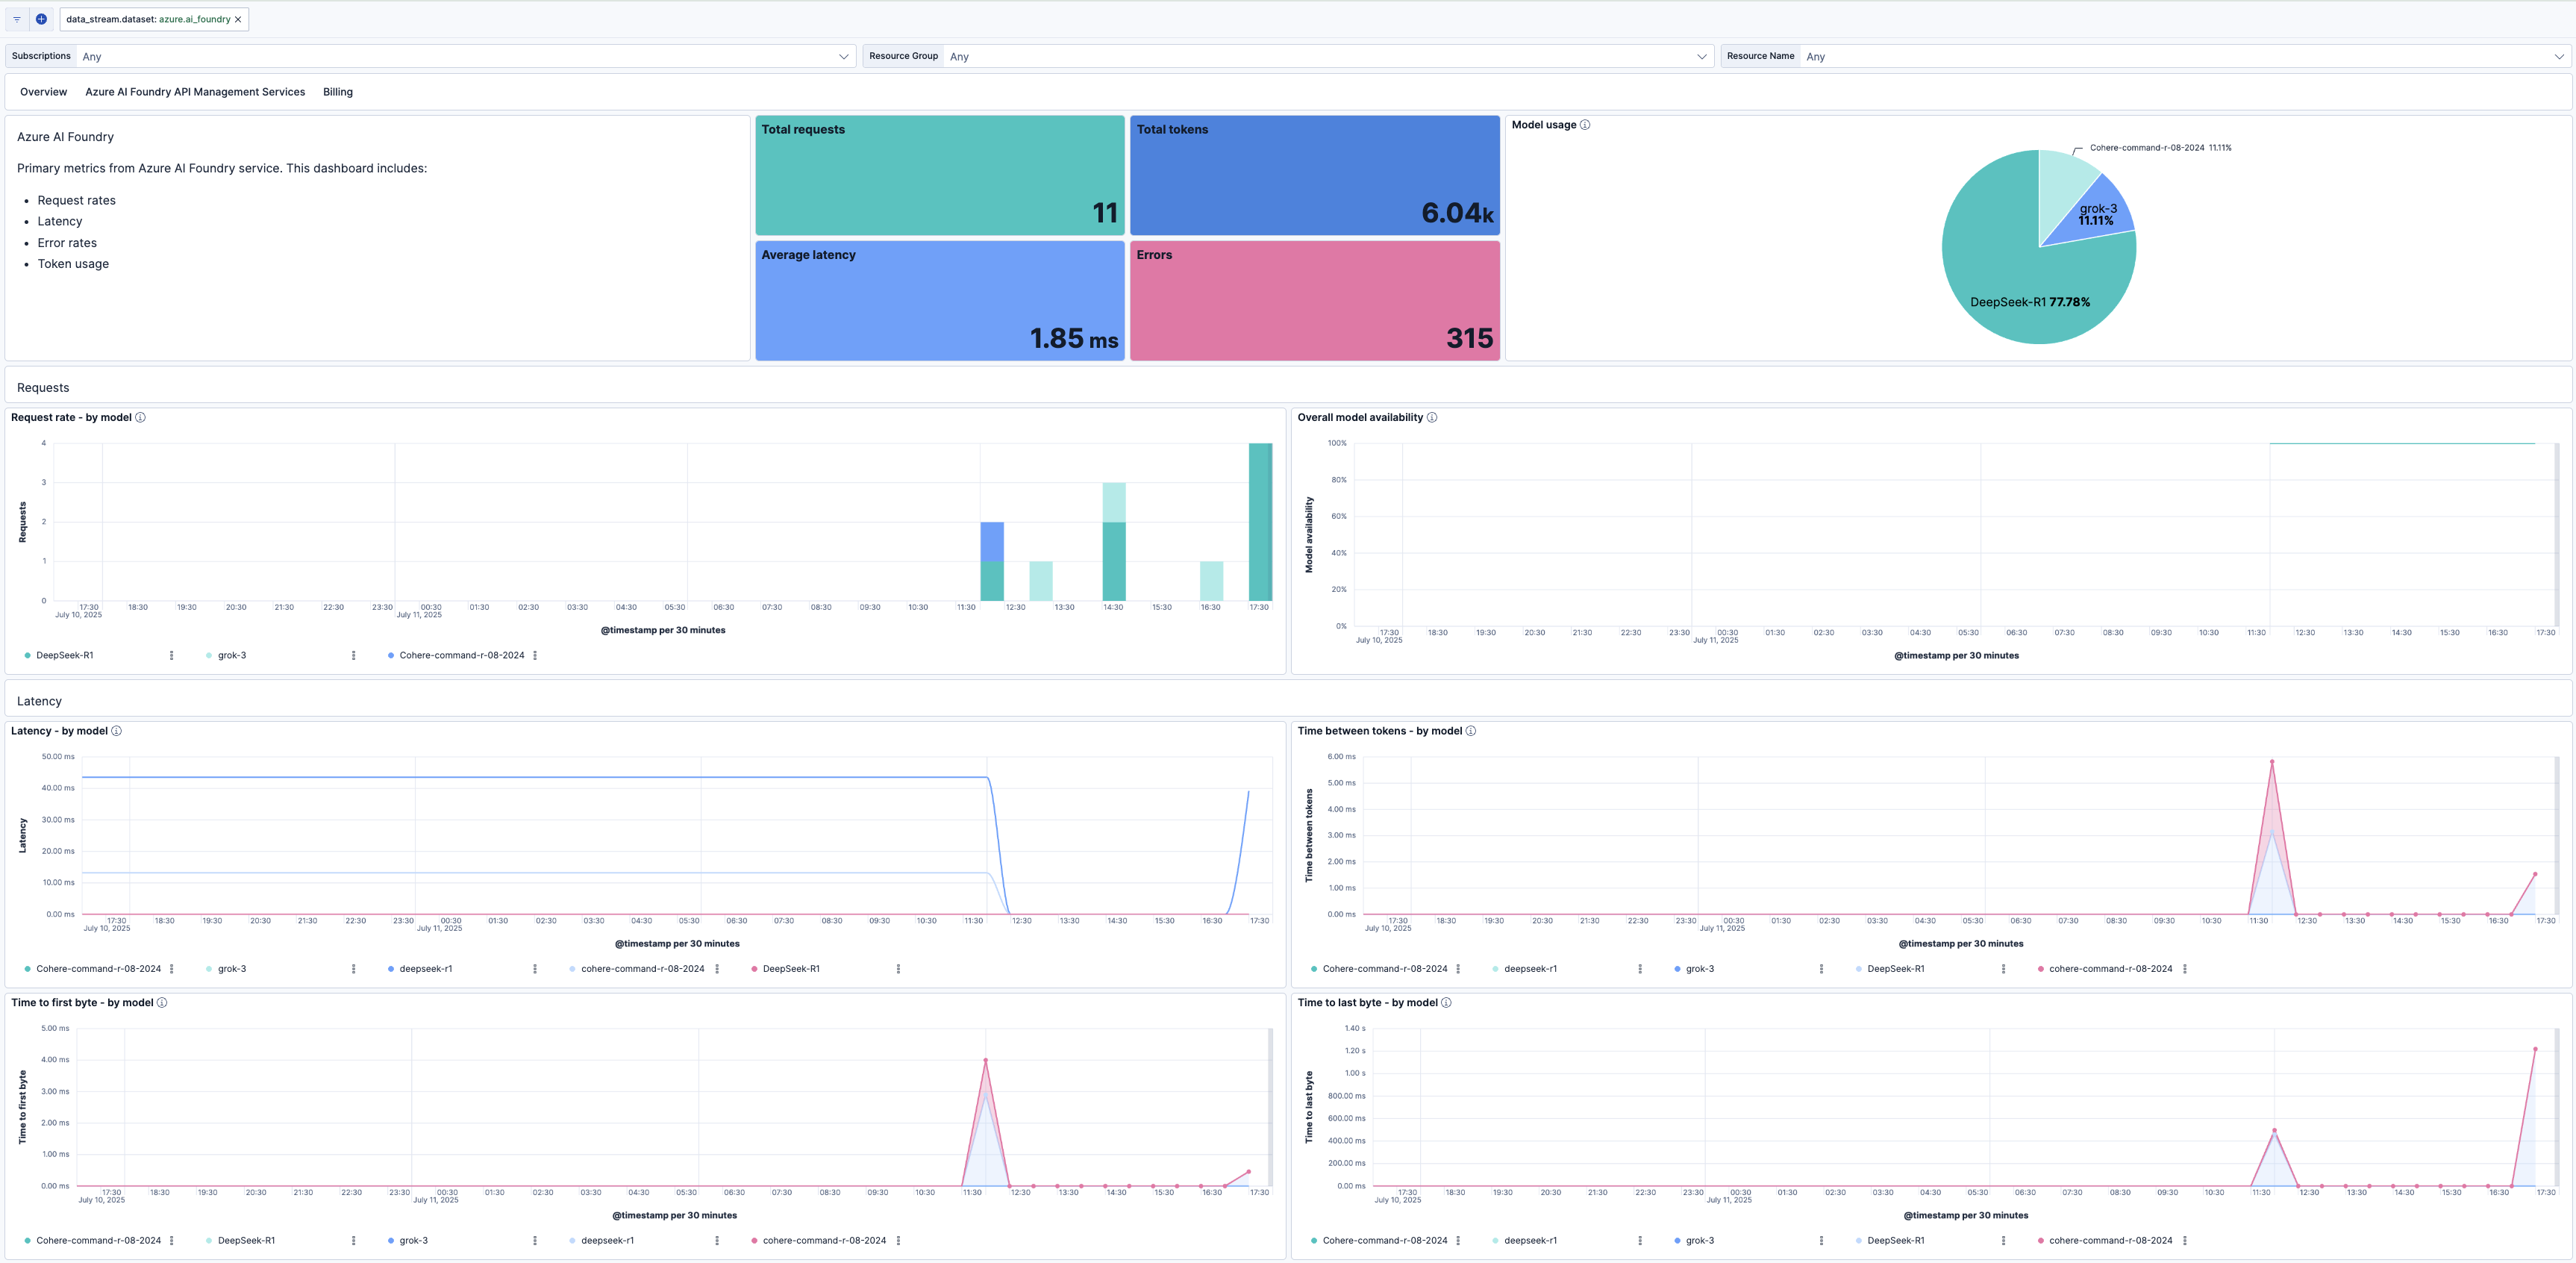 data_stream.dataset: azure.ai_foundry ×
Subscriptions Any
Resource Group Any
Resource Name Any
Overview Azure AI Foundry API Management Services Billing
Azure AI Foundry
Primary metrics from Azure AI Foundry service. This dashboard includes:
• Request rates
• Latency
• Error rates
• Token usage
Total requests
11
Total tokens
6.04k
Average latency
1.85 ms
Errors
315
Model usage
Cohere-command-r-08-2024 11.11%
grok-3
11.11%
DeepSeek-R1 77.78%
Requests
Request rate - by model
Requests
4
3
2
1
0
17:30 18:30 19:30 20:30 21:30 22:30 23:30 00:30 01:30 02:30 03:30 04:30 05:30 06:30 07:30 08:30 09:30 10:30 11:30 12:30 13:30 14:30 15:30 16:30 17:30
July 10, 2025 July 11, 2025
@timestamp per 30 minutes
DeepSeek-R1 grok-3 Cohere-command-r-08-2024
Overall model availability
Model availability
100%
80%
60%
40%
20%
0%
17:30 18:30 19:30 20:30 21:30 22:30 23:30 00:30 01:30 02:30 03:30 04:30 05:30 06:30 07:30 08:30 09:30 10:30 11:30 12:30 13:30 14:30 15:30 16:30 17:30
July 10, 2025 July 11, 2025
@timestamp per 30 minutes
Latency
Latency - by model
Latency
50.00 ms
40.00 ms
30.00 ms
20.00 ms
10.00 ms
0.00 ms
17:30 18:30 19:30 20:30 21:30 22:30 23:30 00:30 01:30 02:30 03:30 04:30 05:30 06:30 07:30 08:30 09:30 10:30 11:30 12:30 13:30 14:30 15:30 16:30 17:30
July 10, 2025 July 11, 2025
@timestamp per 30 minutes
Cohere-command-r-08-2024 grok-3 deepseek-r1 cohere-command-r-08-2024 DeepSeek-R1
Time between tokens - by model
Time between tokens
6.00 ms
5.00 ms
4.00 ms
3.00 ms
2.00 ms
1.00 ms
0.00 ms
17:30 18:30 19:30 20:30 21:30 22:30 23:30 00:30 01:30 02:30 03:30 04:30 05:30 06:30 07:30 08:30 09:30 10:30 11:30 12:30 13:30 14:30 15:30 16:30 17:30
July 10, 2025 July 11, 2025
@timestamp per 30 minutes
Cohere-command-r-08-2024 deepseek-r1 grok-3 DeepSeek-R1 cohere-command-r-08-2024
Time to first byte - by model
Time to first byte
5.00 ms
4.00 ms
3.00 ms
2.00 ms
1.00 ms
0.00 ms
17:30 18:30 19:30 20:30 21:30 22:30 23:30 00:30 01:30 02:30 03:30 04:30 05:30 06:30 07:30 08:30 09:30 10:30 11:30 12:30 13:30 14:30 15:30 16:30 17:30
July 10, 2025 July 11, 2025
@timestamp per 30 minutes
Cohere-command-r-08-2024 DeepSeek-R1 grok-3 deepseek-r1 cohere-command-r-08-2024
Time to last byte - by model
Time to last byte
1.40 s
1.20 s
1.00 s
800.00 ms
600.00 ms
400.00 ms
200.00 ms
0.00 ms
17:30 18:30 19:30 20:30 21:30 22:30 23:30 00:30 01:30 02:30 03:30 04:30 05:30 06:30 07:30 08:30 09:30 10:30 11:30 12:30 13:30 14:30 15:30 16:30 17:30
July 10, 2025 July 11, 2025
@timestamp per 30 minutes
Cohere-command-r-08-2024 deepseek-r1 grok-3 DeepSeek-R1 cohere-command-r-08-2024